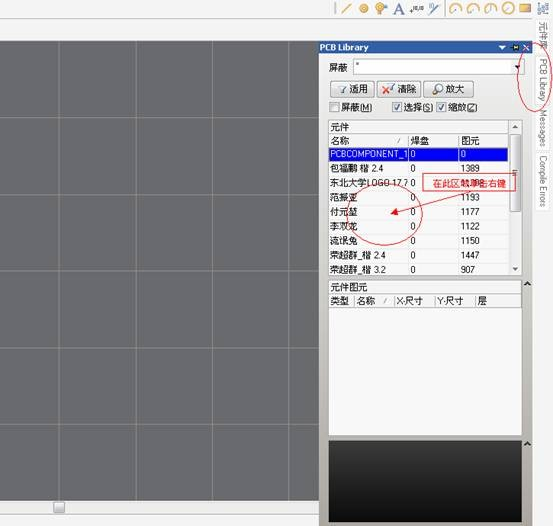 A
元件库
PCB Library
Messages
Compile Errors
PCB Library
屏蔽 *
适用 清除 放大
屏蔽(M) 选择(S) 缩放(Z)
元件
名称 焊盘 图元
PCBCOMPONENT_1 0 0
包福鹏 楷 2.4 0 1389
东北大学LOGO 17.7 0
在此区域单击右键
范振亚 0 1193
付元堃 0 1177
李双龙 0 1122
流氓兔 0 1150
荣超群_楷 2.4 0 1447
荣超群_楷 3.2 0 907
元件图元
类型 名称 X-尺寸 Y-尺寸 层